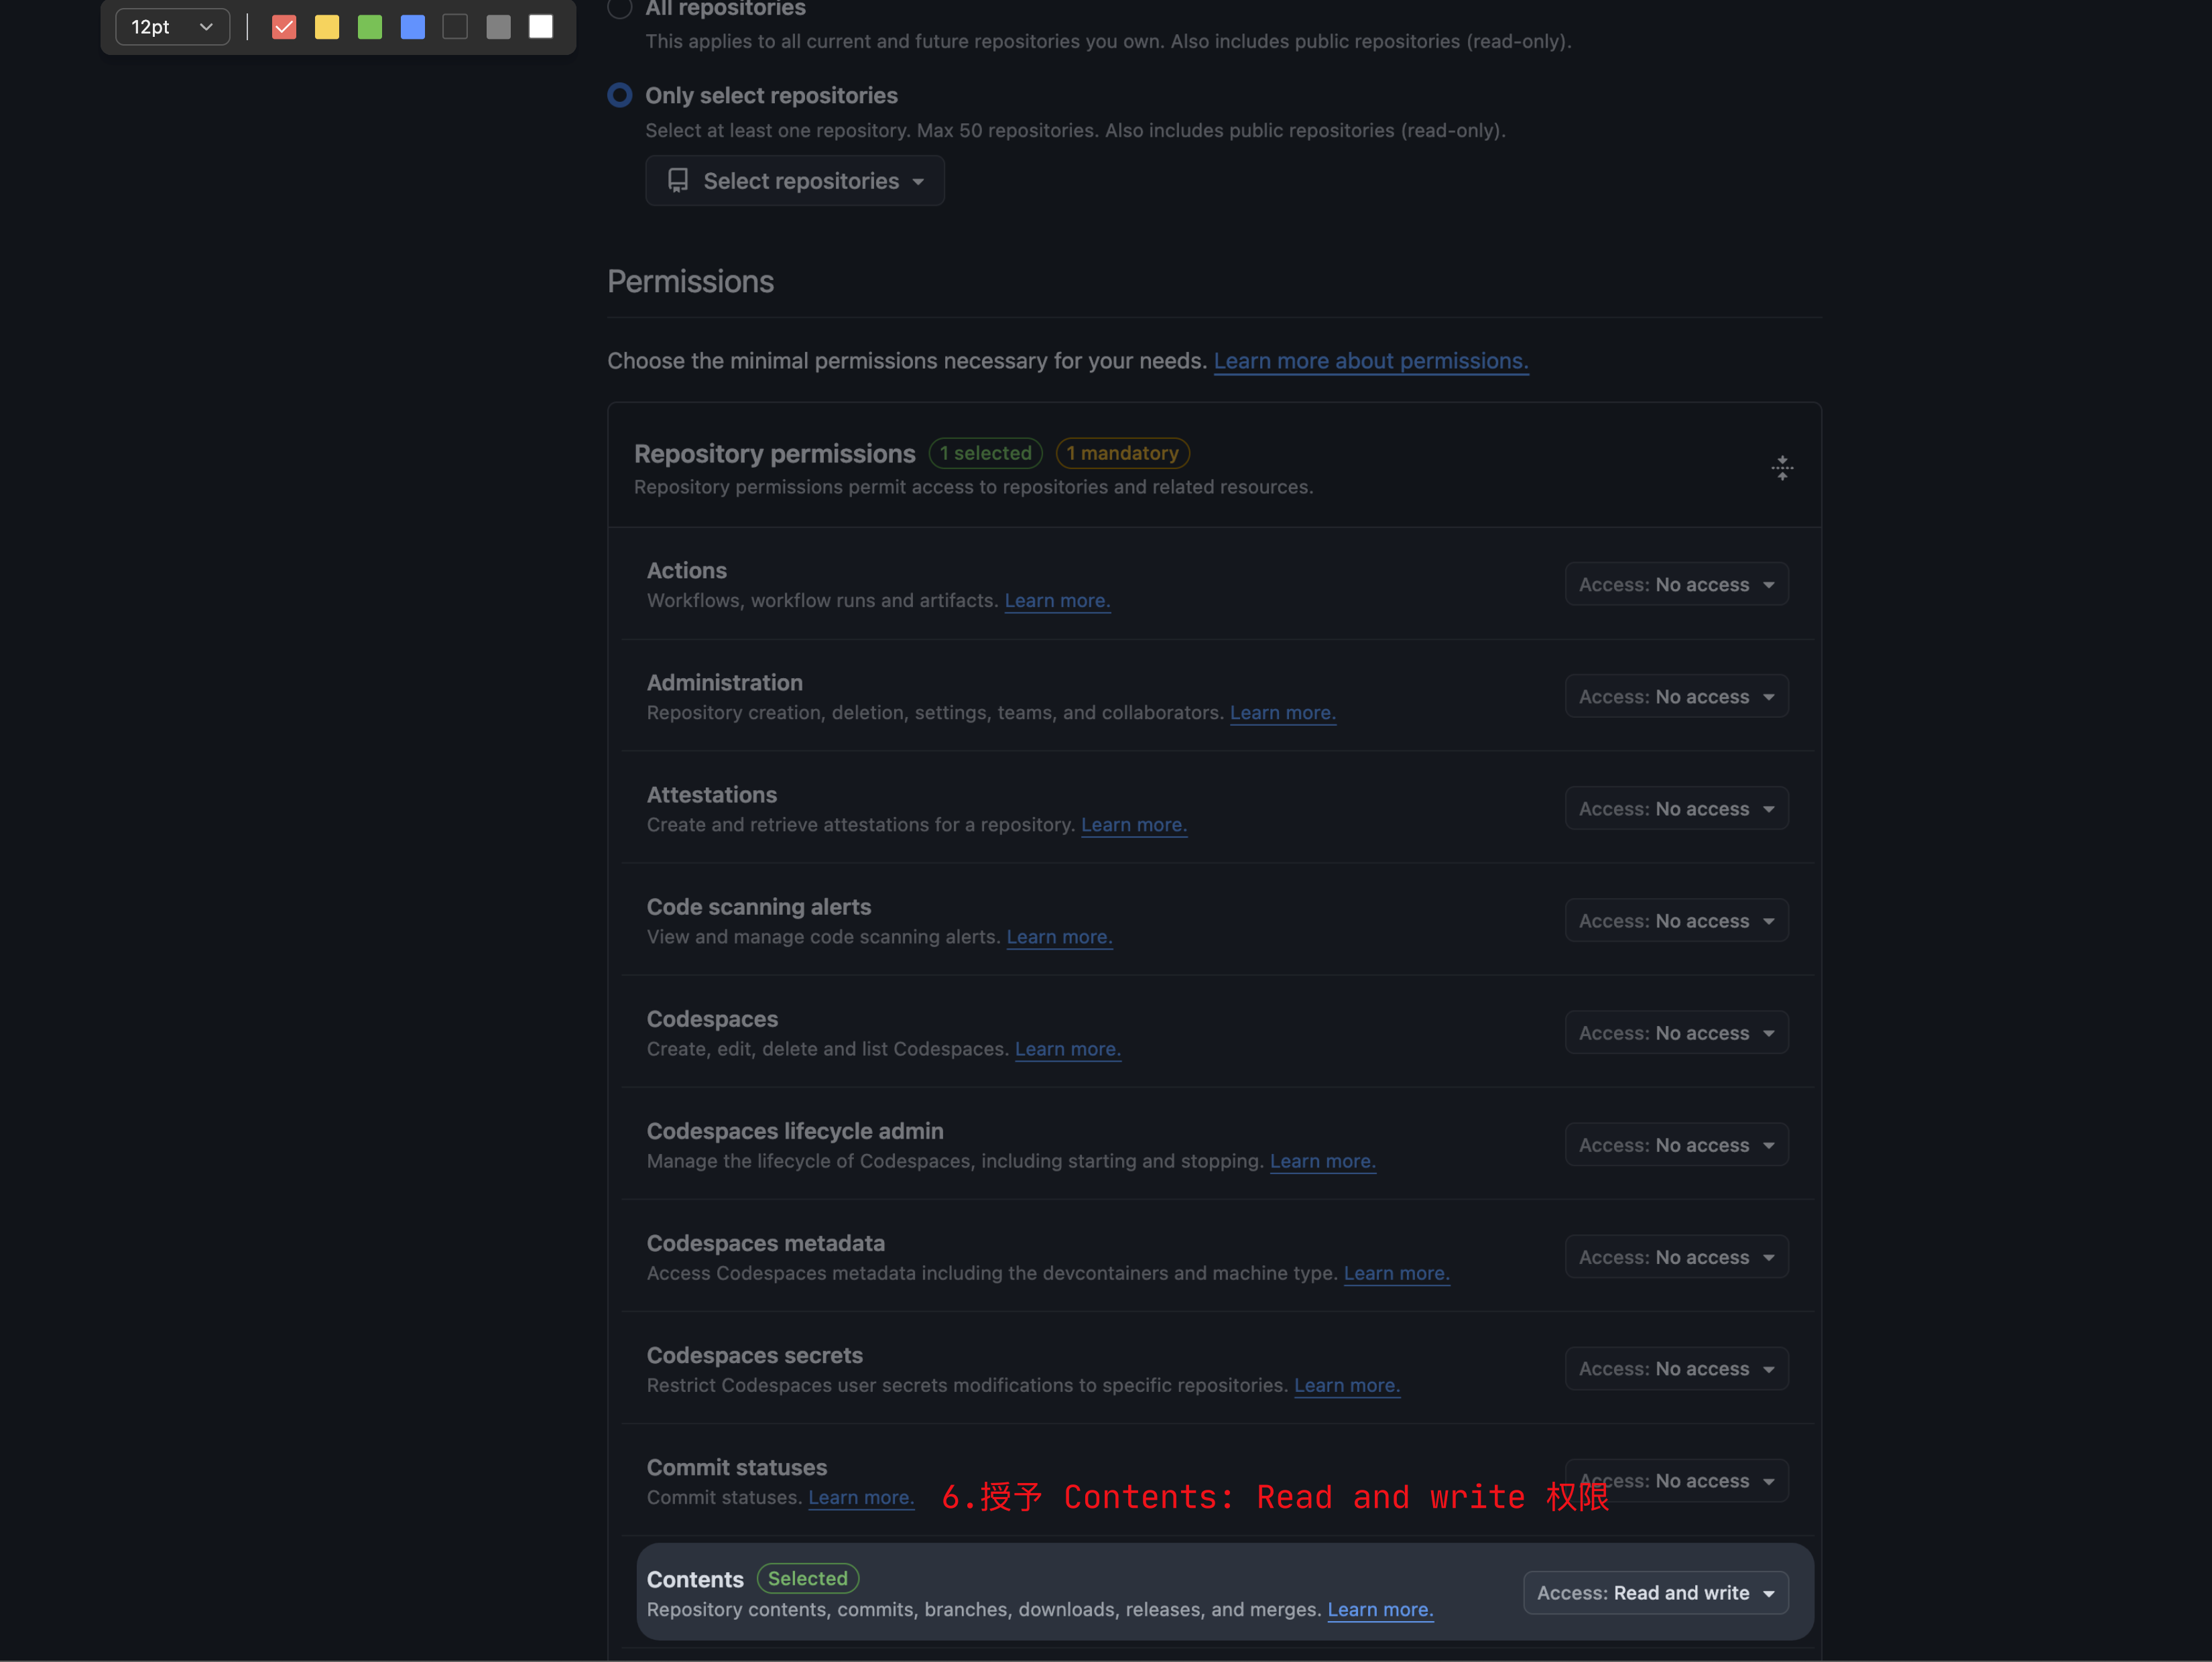 12pt
All repositories
This applies to all current and future repositories you own. Also includes public repositories (read-only).
Only select repositories
Select at least one repository. Max 50 repositories. Also includes public repositories (read-only).
Select repositories
Permissions
Choose the minimal permissions necessary for your needs. Learn more about permissions.
Repository permissions 1 selected 1 mandatory
Repository permissions permit access to repositories and related resources.
Actions
Workflows, workflow runs and artifacts. Learn more.
Access: No access
Administration
Repository creation, deletion, settings, teams, and collaborators. Learn more.
Access: No access
Attestations
Create and retrieve attestations for a repository. Learn more.
Access: No access
Code scanning alerts
View and manage code scanning alerts. Learn more.
Access: No access
Codespaces
Create, edit, delete and list Codespaces. Learn more.
Access: No access
Codespaces lifecycle admin
Manage the lifecycle of Codespaces, including starting and stopping. Learn more.
Access: No access
Codespaces metadata
Access Codespaces metadata including the devcontainers and machine type. Learn more.
Access: No access
Codespaces secrets
Restrict Codespaces user secrets modifications to specific repositories. Learn more.
Access: No access
Commit statuses
Commit statuses. Learn more.
Access: No access
6.授予 Contents: Read and write 权限
Contents Selected
Repository contents, commits, branches, downloads, releases, and merges. Learn more.
Access: Read and write